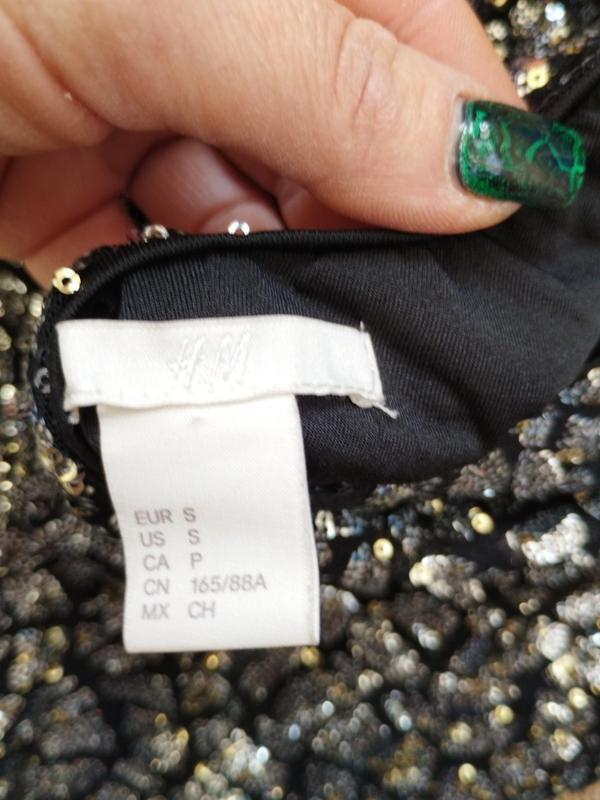 H&M
EUR S
US S
CA P
CN 165/88A
MX CH